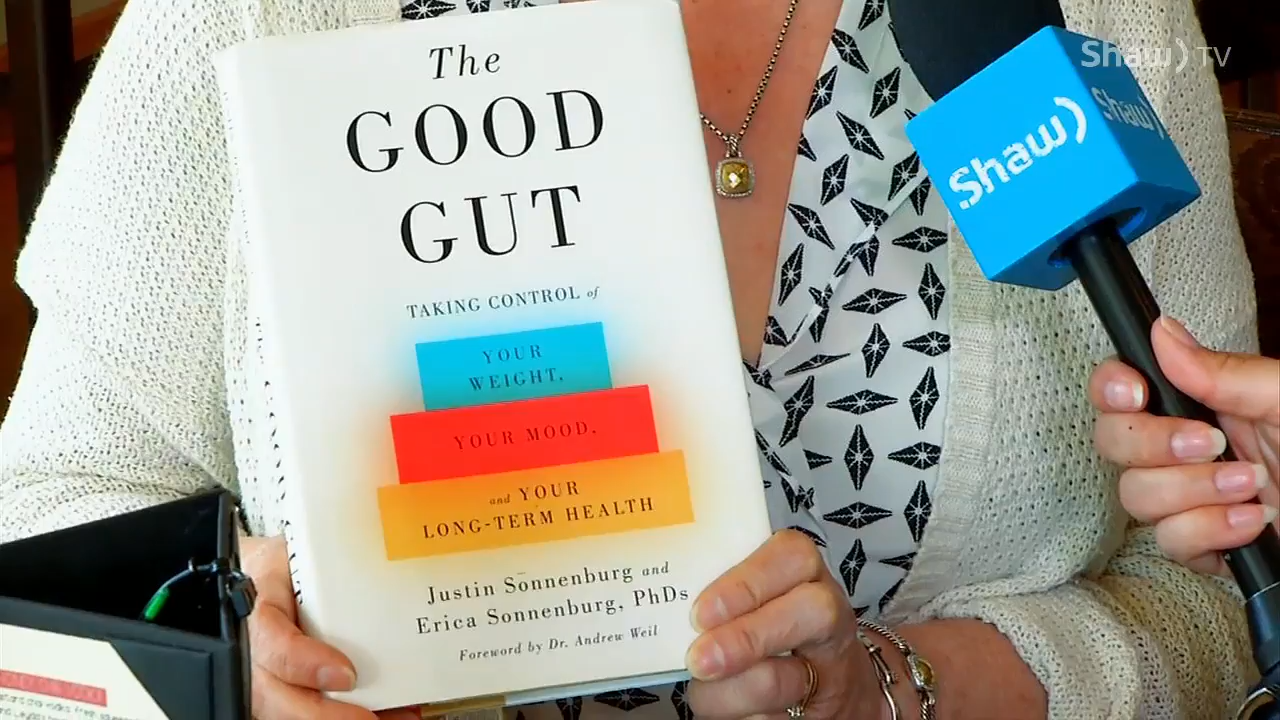 The
GOOD
GUT
TAKING CONTROL of
YOUR
WEIGHT,
YOUR MOOD,
and YOUR
LONG-TERM HEALTH
Justin Sonnenburg and
Erica Sonnenburg, PhDs
Foreword by Dr. Andrew Weil
Shaw) TV
Shaw)
Shaw)